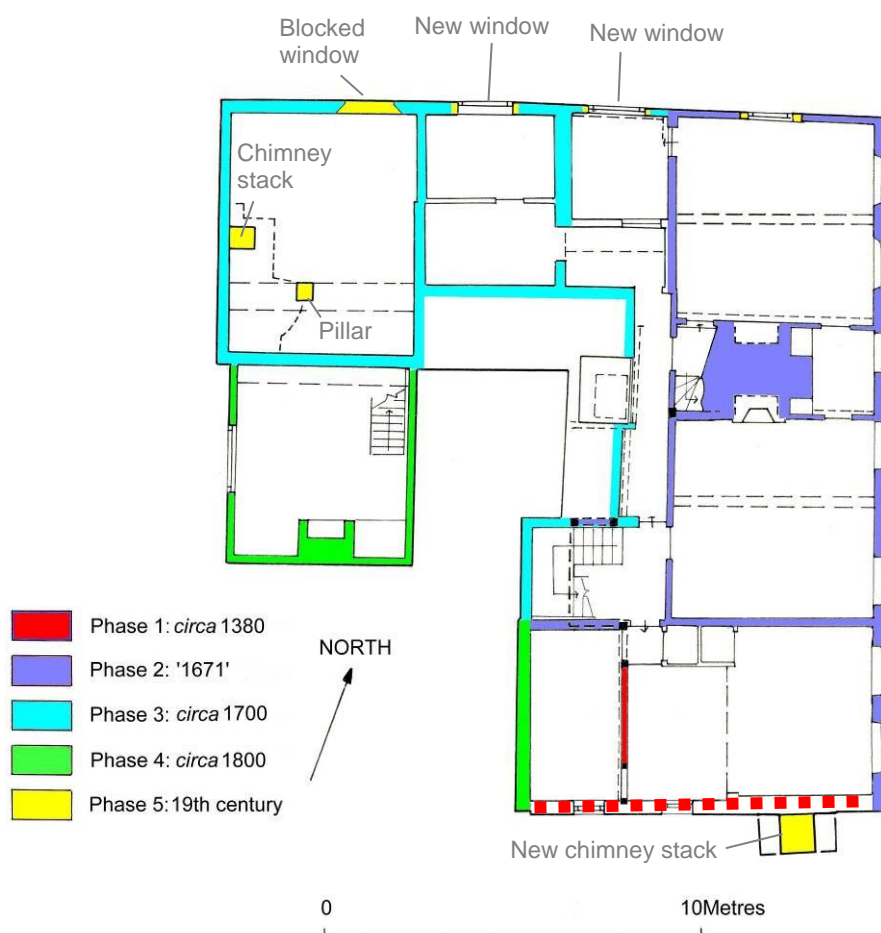 Blocked
window
New window
New window
Chimney
stack
Pillar
Phase 1: circa 1380
Phase 2: '1671'
Phase 3: circa 1700
Phase 4: circa 1800
Phase 5: 19th century
NORTH
New chimney stack
0
10Metres